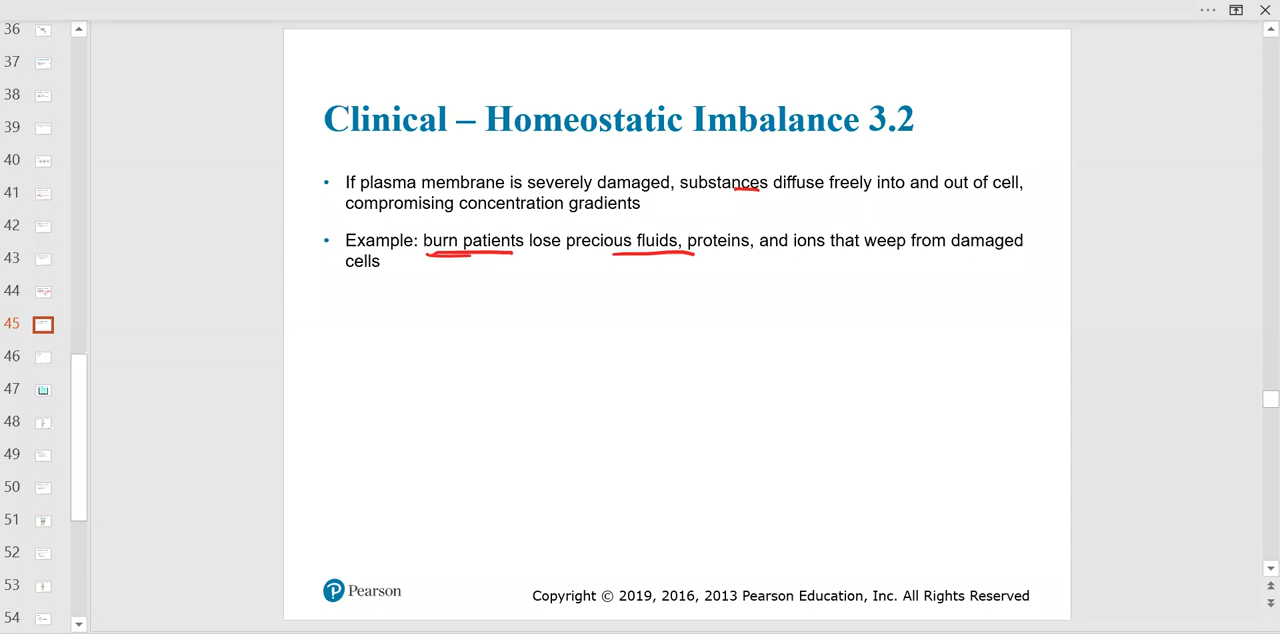 36
37
38
39
40
41
42
43
44
45
46
47
48
49
50
51
52
53
54
Clinical – Homeostatic Imbalance 3.2
• If plasma membrane is severely damaged, substances diffuse freely into and out of cell,
compromising concentration gradients
• Example: burn patients lose precious fluids, proteins, and ions that weep from damaged
cells
P Pearson
Copyright © 2019, 2016, 2013 Pearson Education, Inc. All Rights Reserved